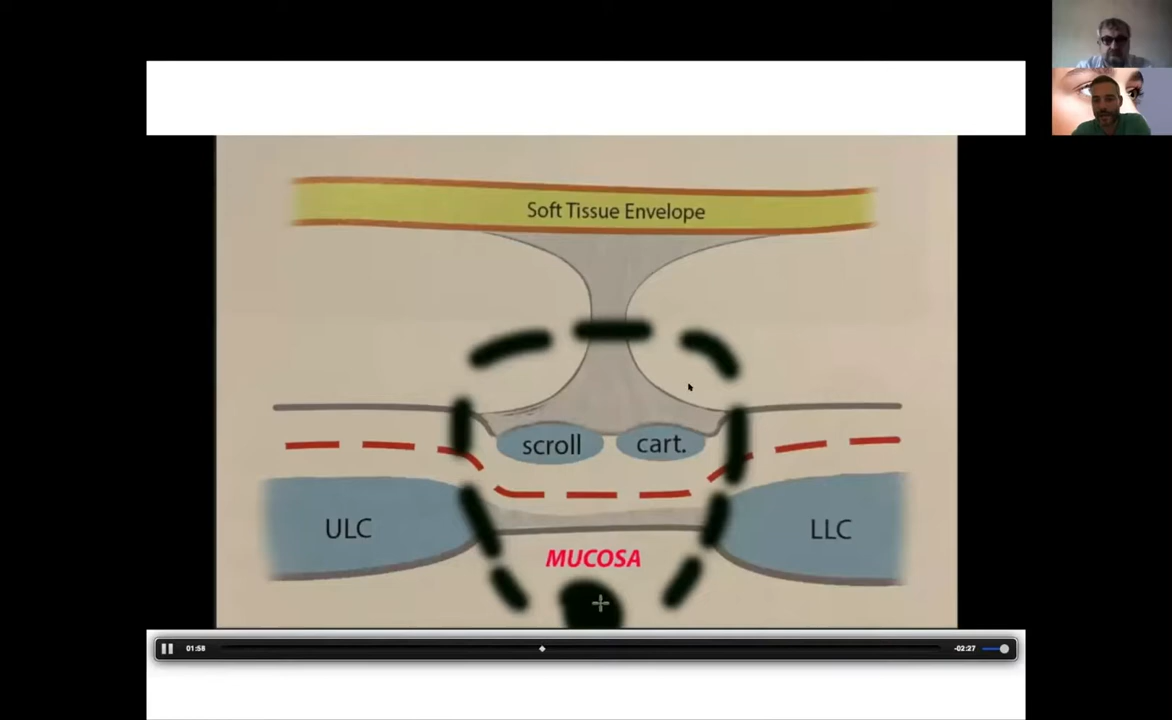 Soft Tissue Envelope
scroll cart.
ULC LLC
MUCOSA
01:58 -02:27